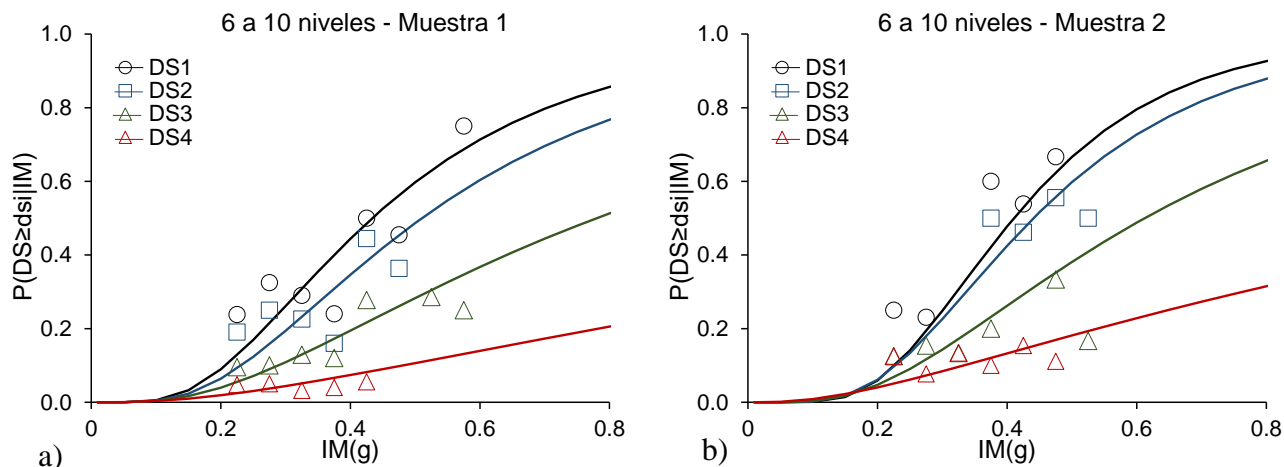 6 a 10 niveles - Muestra 1
1.0
0.8
0.6
0.4
0.2
0.0
P(DS≥dsi|IM)
DS1
DS2
DS3
DS4
0
0.2
0.4
0.6
0.8
IM(g)
a)
6 a 10 niveles - Muestra 2
1.0
0.8
0.6
0.4
0.2
0.0
P(DS≥dsi|IM)
DS1
DS2
DS3
DS4
0
0.2
0.4
0.6
0.8
IM(g)
b)